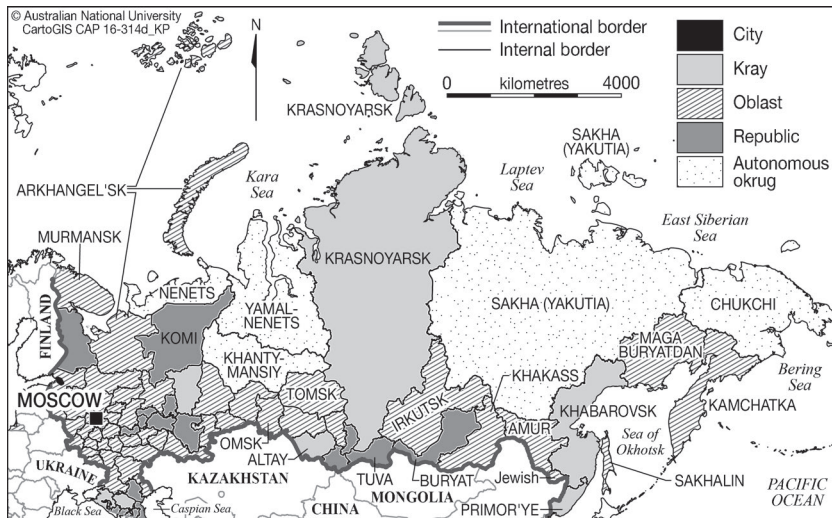 © Australian National University
CartoGIS CAP 16-314d_KP
N
International border
Internal border
0 kilometres 4000
City
Kray
Oblast
Republic
Autonomous
okrug
KRASNOYARSK
SAKHA
(YAKUTIA)
Kara
Sea
Laptev
Sea
ARKHANGEL'SK
East Siberian
Sea
MURMANSK
KRASNOYARSK
NENETS
YAMAL-
NENETS
SAKHA (YAKUTIA)
CHUKCHI
FINLAND
KOMI
MAGA
BURYATDAN
KHANTY-
MANSIY
Bering
Sea
KHAKASS
TOMSK
MOSCOW
IRKUTSK
KHABAROVSK
KAMCHATKA
AMUR
OMSK
Sea of
Okhotsk
ALTAY
UKRAINE
KAZAKHSTAN
TUVA
BURYAT
Jewish
SAKHALIN
PACIFIC
OCEAN
MONGOLIA
CHINA
Black Sea
Caspian Sea
PRIMOR'YE